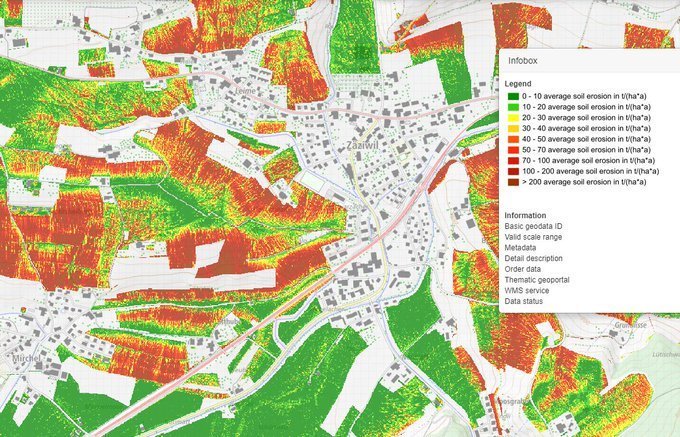 Infobox
Leime
Zäziwil
Legend
0 - 10 average soil erosion in t/(ha*a)
10 - 20 average soil erosion in t/(ha*a)
20 - 30 average soil erosion in t/(ha*a)
30 - 40 average soil erosion in t/(ha*a)
40 - 50 average soil erosion in t/(ha*a)
50 - 70 average soil erosion in t/(ha*a)
70 - 100 average soil erosion in t/(ha*a)
100 - 200 average soil erosion in t/(ha*a)
> 200 average soil erosion in t/(ha*a)
Information
Basic geodata ID
Valid scale range
Metadata
Detail description
Order data
Thematic geoportal
WMS service
Data status
Mirchel